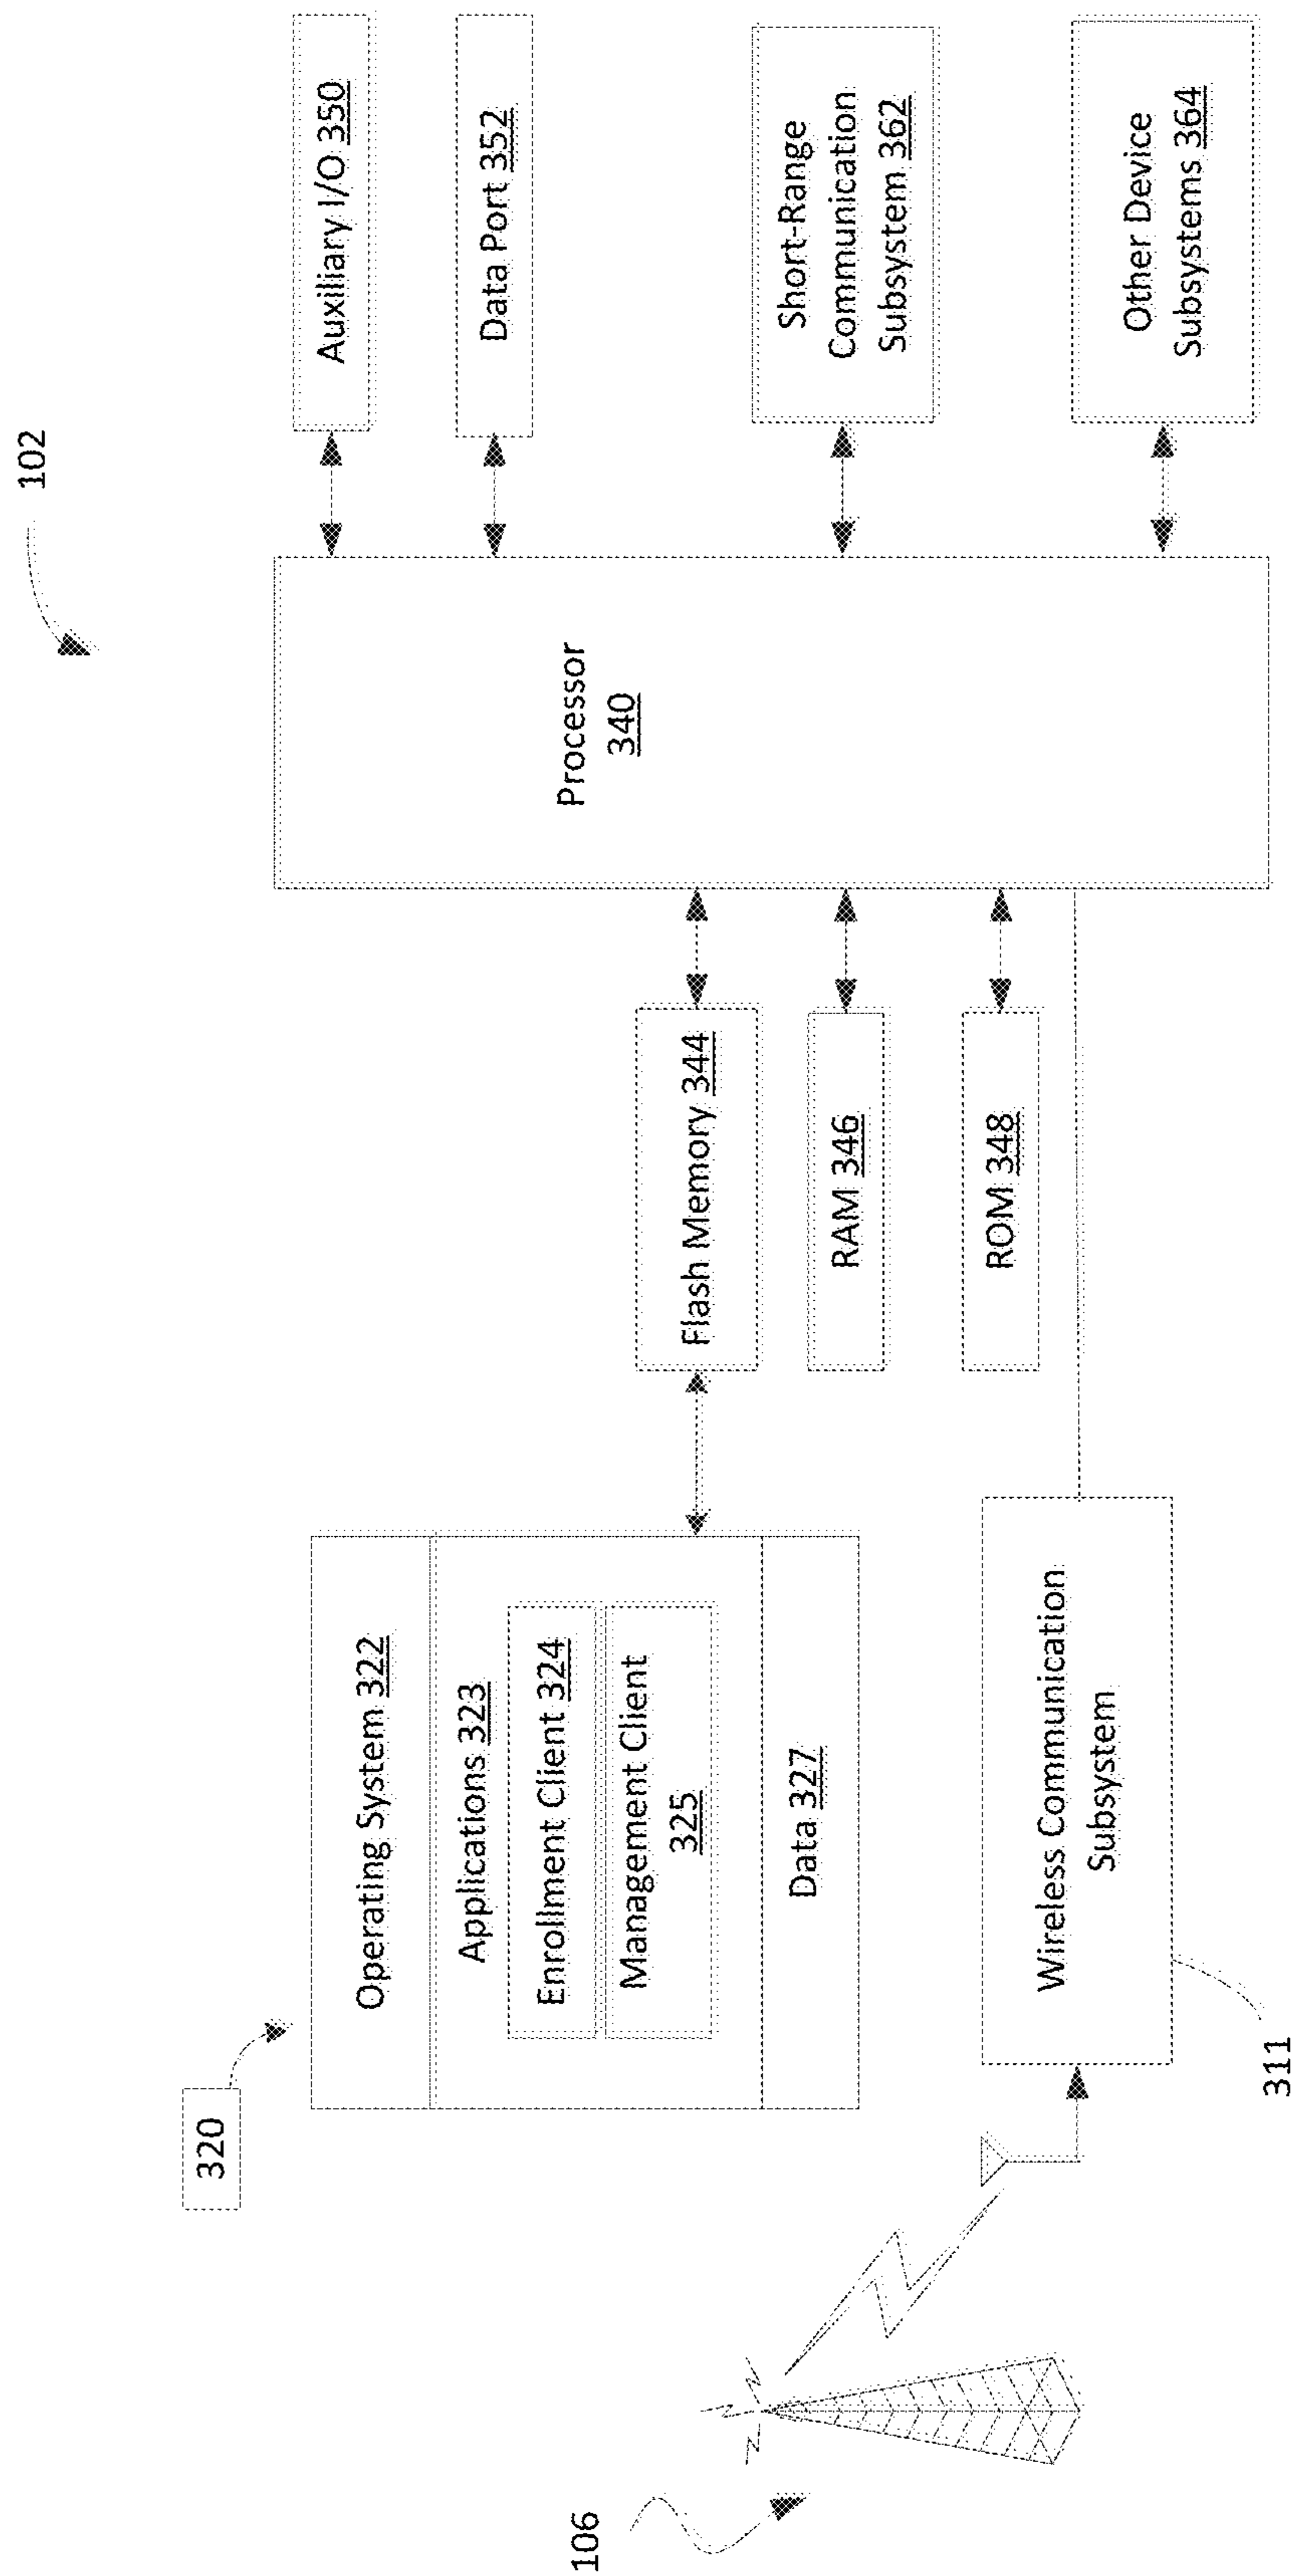 102
320
Operating System 322
Applications 323
Enrollment Client 324
Management Client
325
Data 327
Flash Memory 344
RAM 346
ROM 348
Processor
340
Auxiliary I/O 350
Data Port 352
Short-Range
Communication
Subsystem 362
Other Device
Subsystems 364
Wireless Communication
Subsystem
311
106